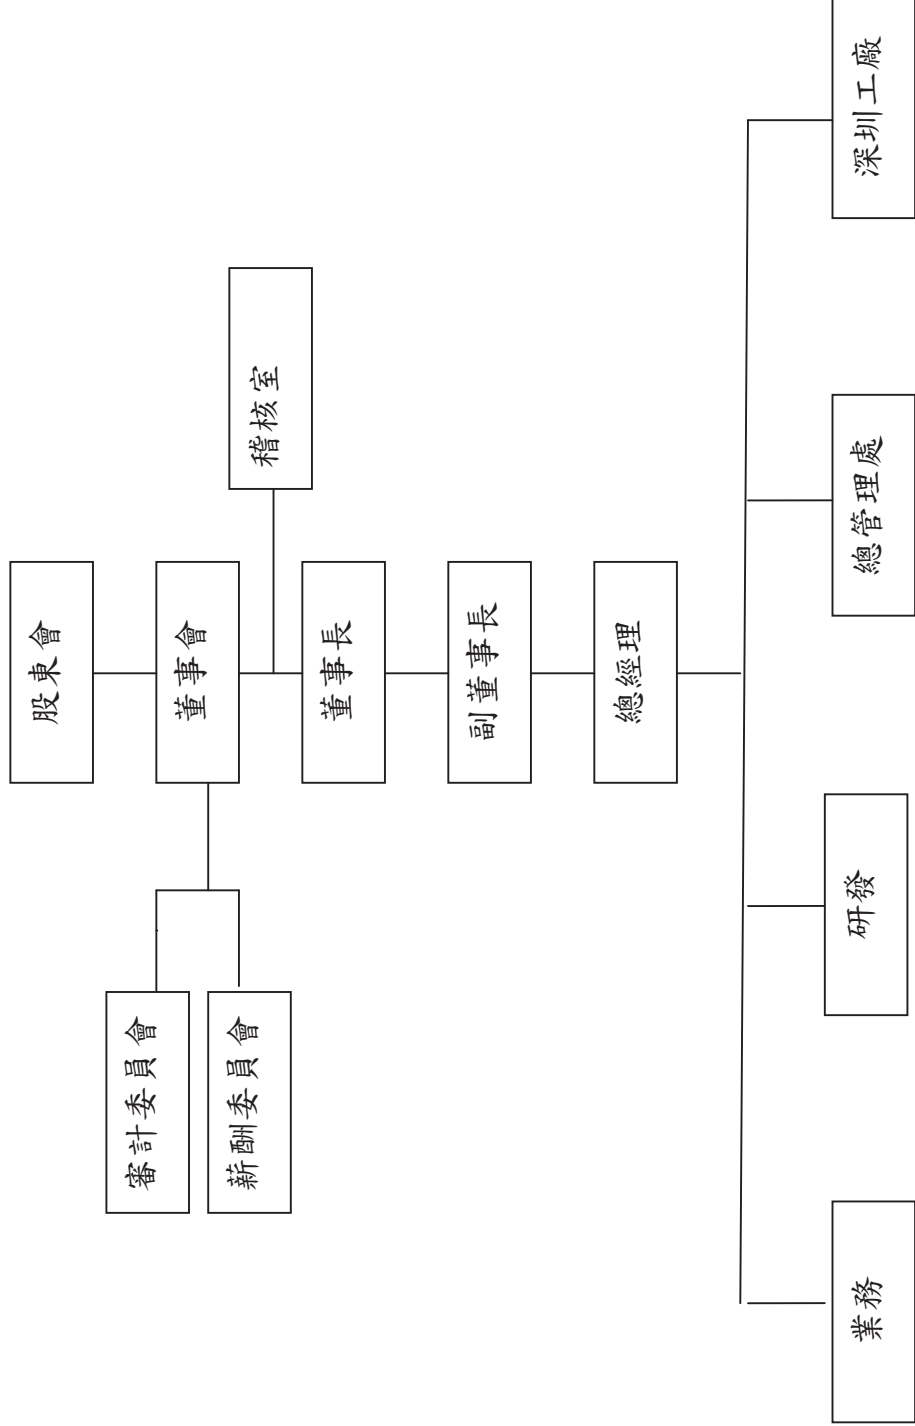 股東會
董事會
審計委員會
薪酬委員會
稽核室
董事長
副董事長
總經理
業務
研發
總管理處
深圳工廠